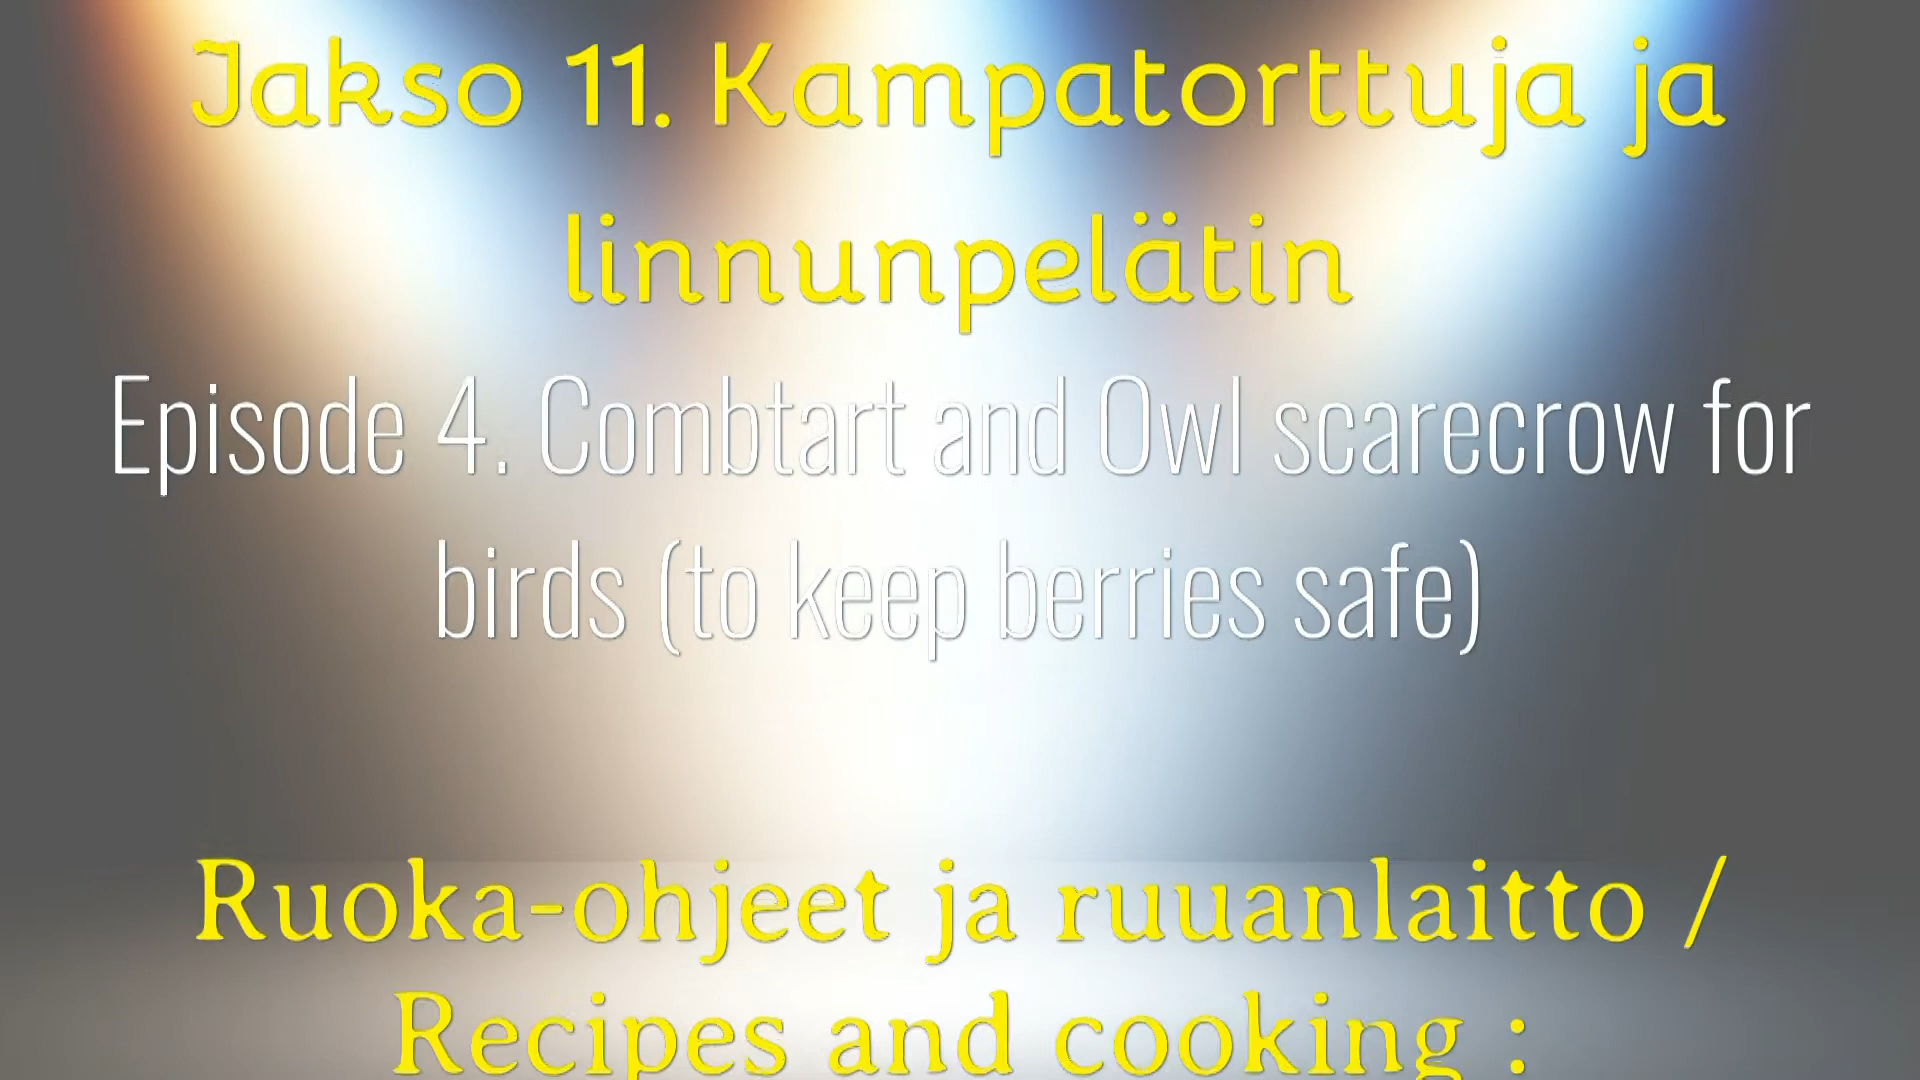 Jakso 11. Kampatorttuja ja
linnunpelätin
Episode 4. Combtart and Owl scarecrow for
birds (to keep berries safe)
Ruoka-ohjeet ja ruuanlaitto /
Recipes and cooking :